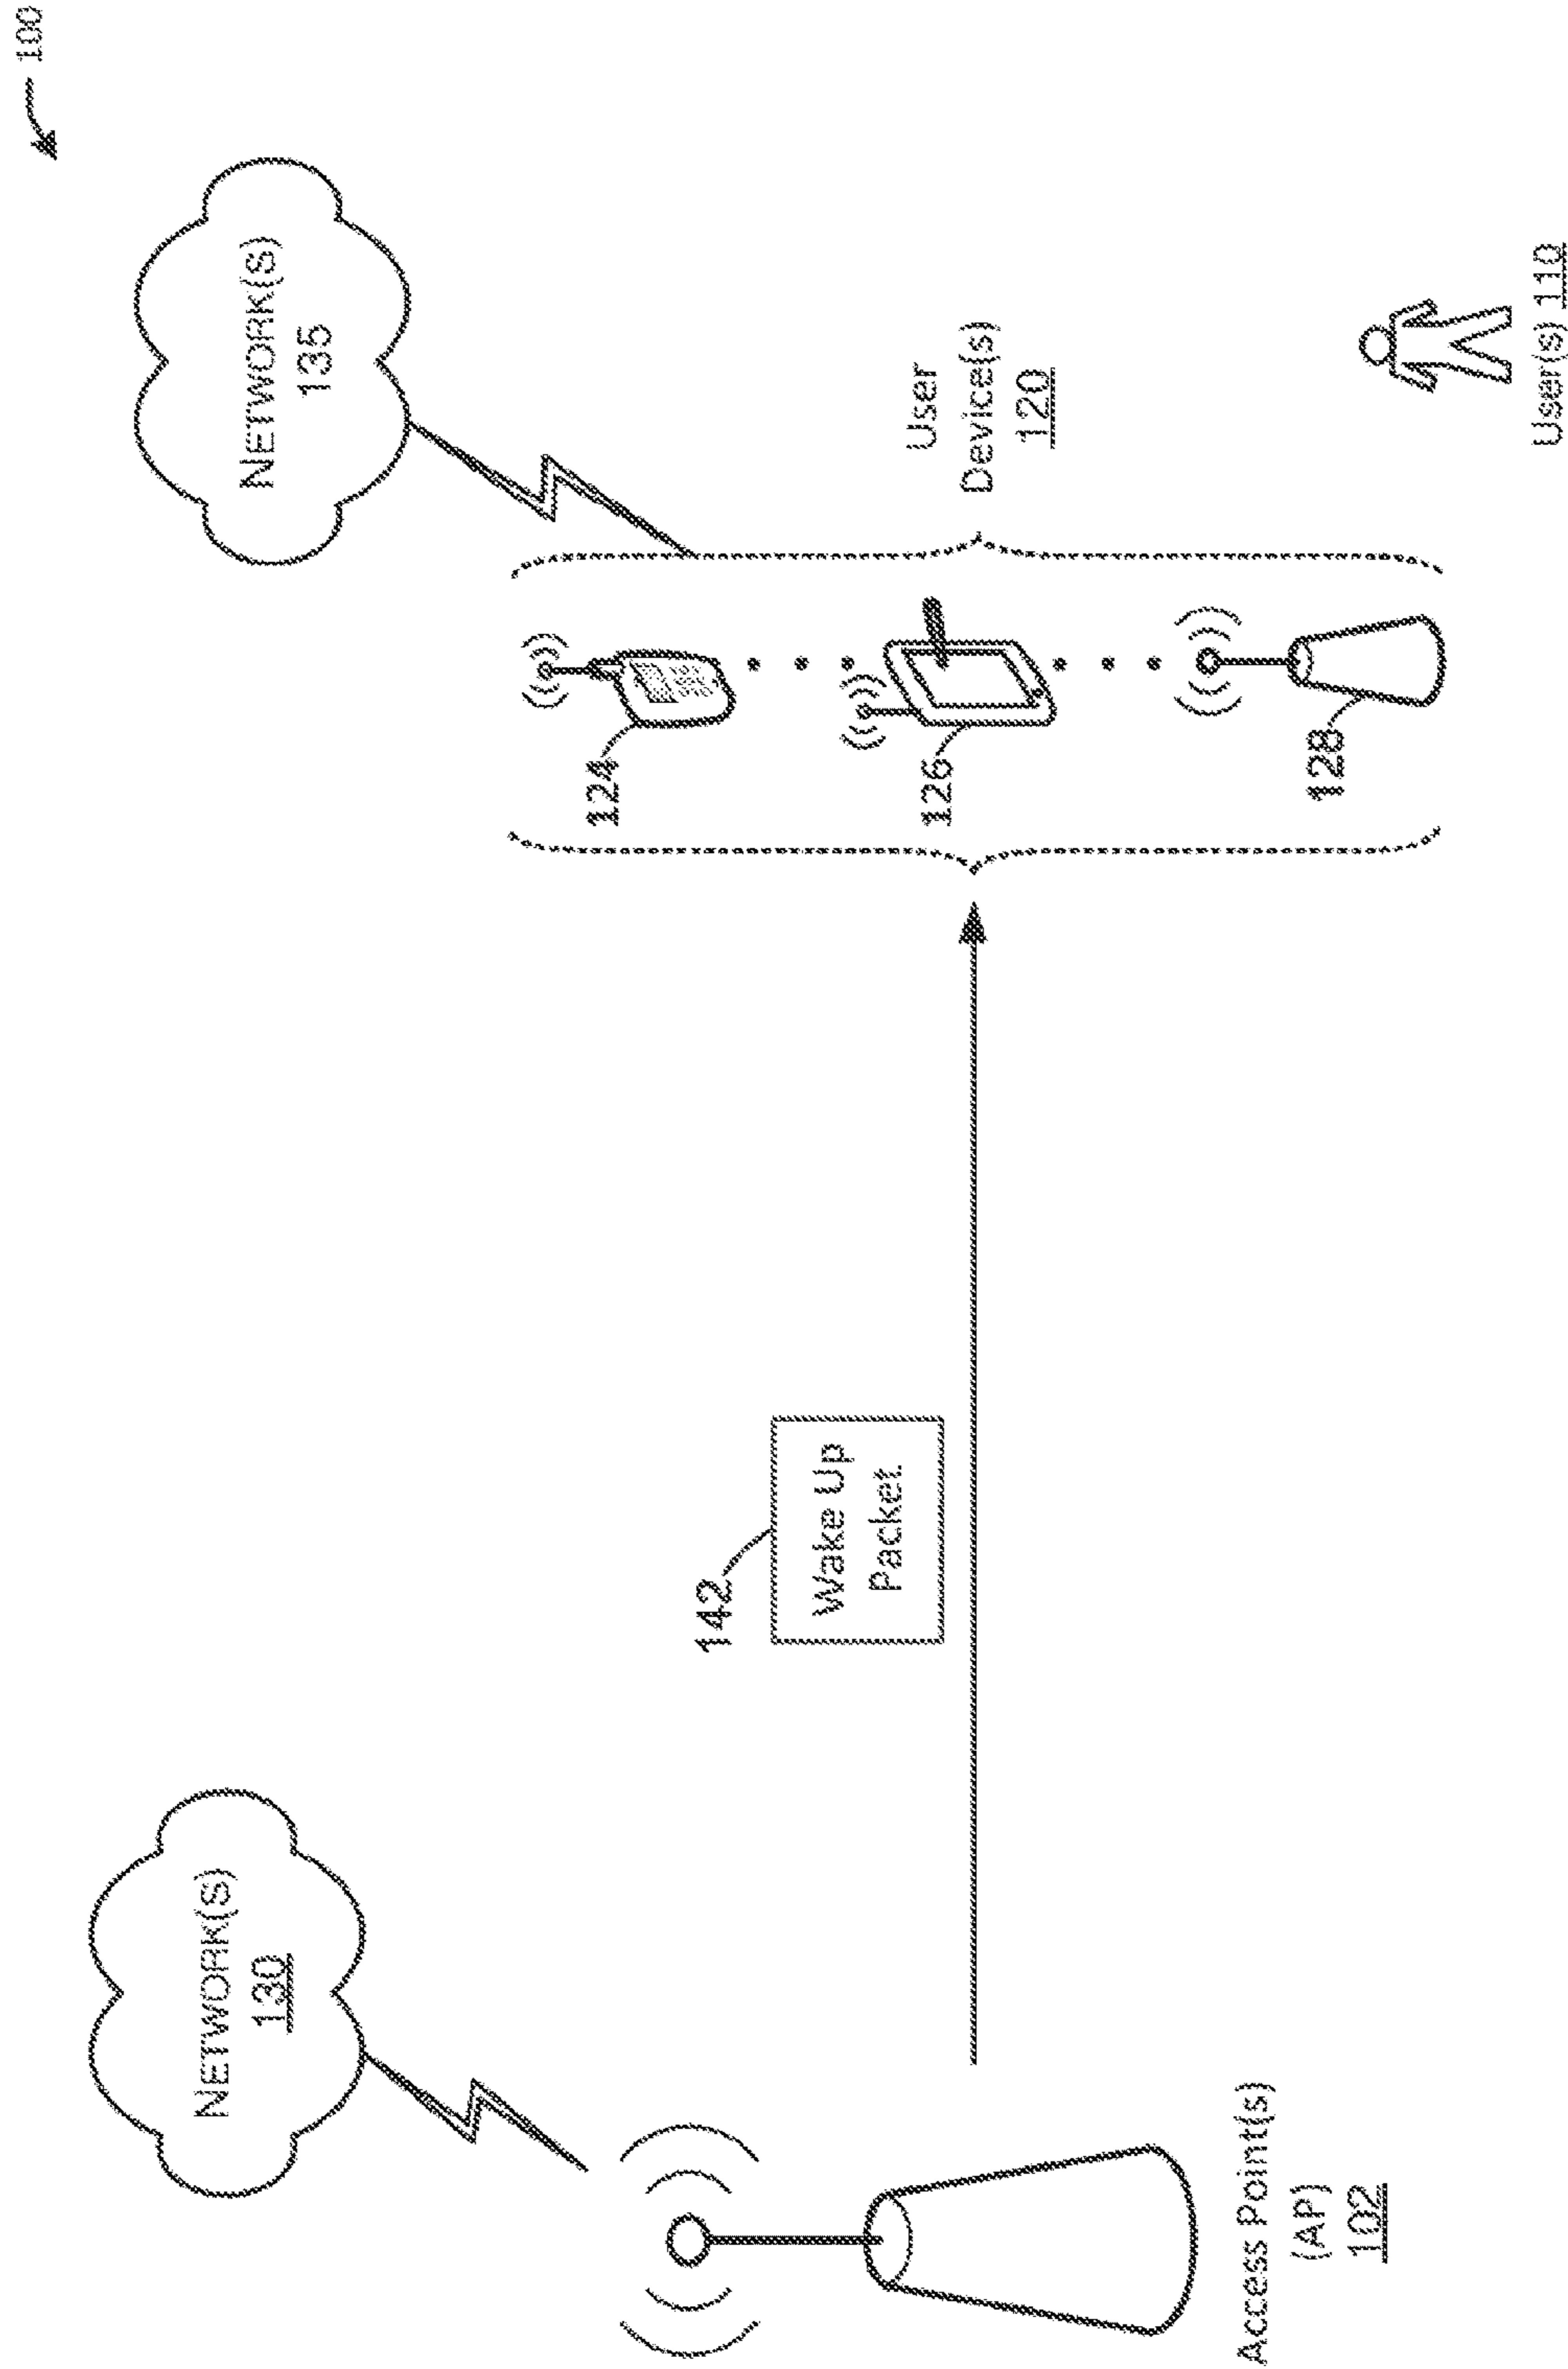 100
NETWORK(S)
130
NETWORK(S)
135
142
Wake Up
Packet
124
126
128
User
Device(s)
120
Access Point(s)
(AP)
102
User(s) 110